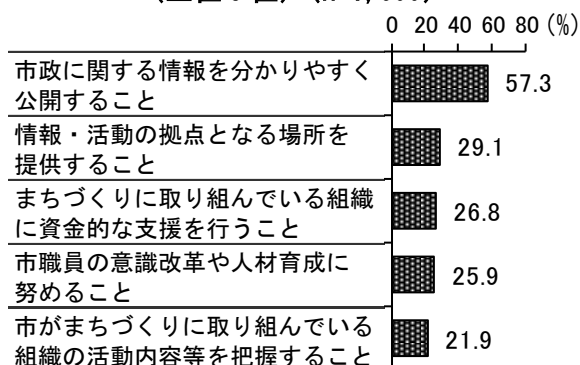 0 20 40 60 80 (%)
市政に関する情報を分かりやすく
公開すること
57.3
情報・活動の拠点となる場所を
提供すること
29.1
まちづくりに取り組んでいる組織
に資金的な支援を行うこと
26.8
市職員の意識改革や人材育成に
努めること
25.9
市がまちづくりに取り組んでいる
組織の活動内容等を把握すること
21.9